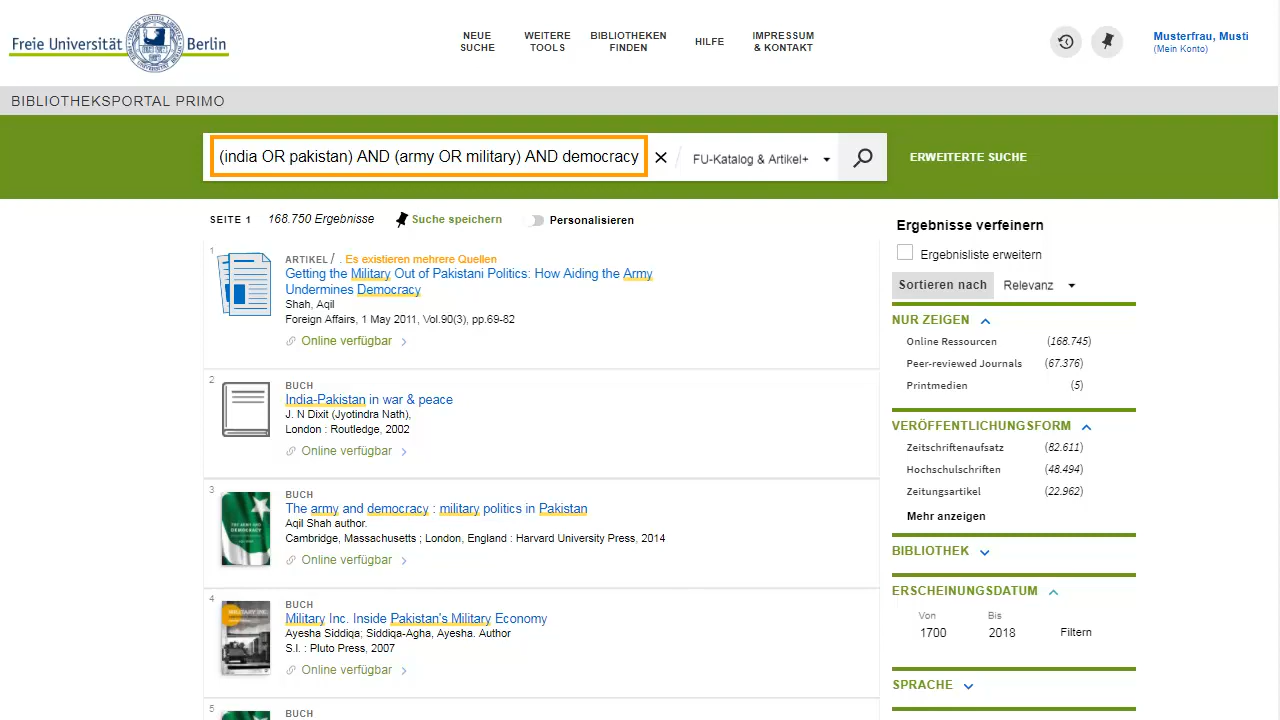 Freie Universität Berlin
NEUE
SUCHE
WEITERE
TOOLS
BIBLIOTHEKEN
FINDEN
HILFE
IMPRESSUM
& KONTAKT
Musterfrau, Musti
(Mein Konto)
BIBLIOTHEKSPORTAL PRIMO
(india OR pakistan) AND (army OR military) AND democracy
FU-Katalog & Artikel+
ERWEITERTE SUCHE
SEITE 1 168.750 Ergebnisse Suche speichern Personalisieren
1
ARTIKEL / . Es existieren mehrere Quellen
Getting the Military Out of Pakistani Politics: How Aiding the Army
Undermines Democracy
Shah, Aqil
Foreign Affairs, 1 May 2011, Vol.90(3), pp.69-82
Online verfügbar
2
BUCH
India-Pakistan in war & peace
J. N Dixit (Jyotindra Nath),
London : Routledge, 2002
Online verfügbar
3
THE ARMY AND
DEMOCRACY
BUCH
The army and democracy : military politics in Pakistan
Aqil Shah author.
Cambridge, Massachusetts ; London, England : Harvard University Press, 2014
Online verfügbar
4
MILITARY INC.
BUCH
Military Inc. Inside Pakistan's Military Economy
Ayesha Siddiqa; Siddiqa-Agha, Ayesha. Author
S.l. : Pluto Press, 2007
Online verfügbar
5
BUCH
Ergebnisse verfeinern
Ergebnisliste erweitern
Sortieren nach Relevanz
NUR ZEIGEN
Online Ressourcen (168.745)
Peer-reviewed Journals (67.376)
Printmedien (5)
VERÖFFENTLICHUNGSFORM
Zeitschriftenaufsatz (82.611)
Hochschulschriften (48.494)
Zeitungsartikel (22.962)
Mehr anzeigen
BIBLIOTHEK
ERSCHEINUNGSDATUM
Von Bis
1700 2018 Filtern
SPRACHE